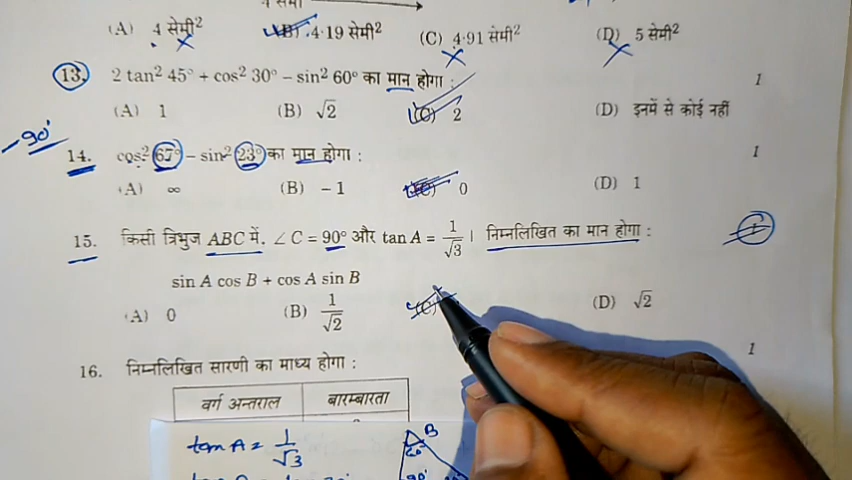 4 सेमी
(A) 4 सेमी² (B) 4·19 सेमी² (C) 4·91 सेमी² (D) 5 सेमी²
13. 2 tan² 45° + cos² 30° – sin² 60° का मान होगा : 1
(A) 1 (B) √2 (C) 2 (D) इनमें से कोई नहीं
90°
14. cos² 67° – sin² 23° का मान होगा : 1
(A) ∞ (B) – 1 (C) 0 (D) 1
15. किसी त्रिभुज ABC में, ∠ C = 90° और tan A = 1/√3 । निम्नलिखित का मान होगा :
sin A cos B + cos A sin B
(A) 0 (B) 1/√2 (C) (D) √2
16. निम्नलिखित सारणी का माध्य होगा : 1
वर्ग अन्तराल बारम्बारता
tan A = 1/√3
B